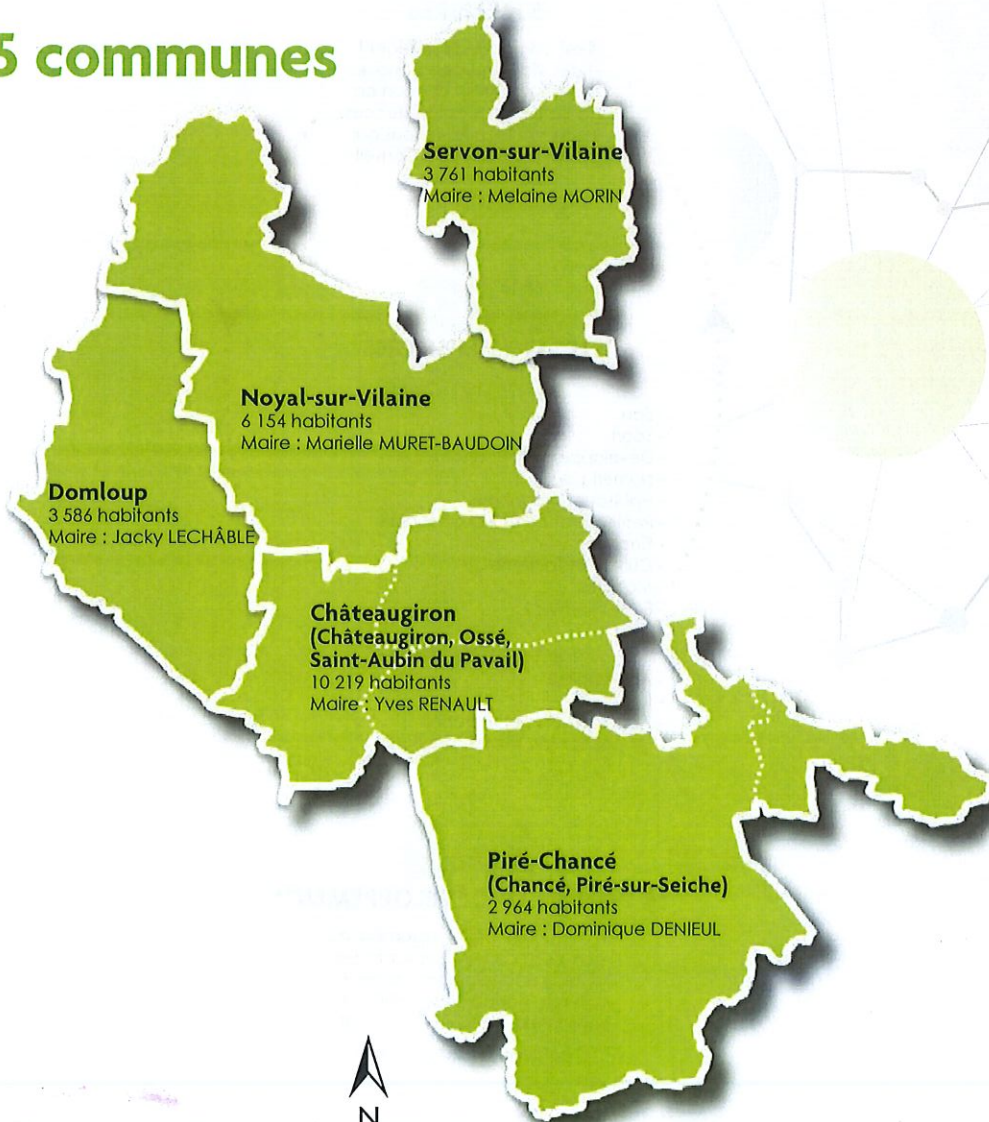 5 communes
Servon-sur-Vilaine
3 761 habitants
Maire : Melaine MORIN
Noyal-sur-Vilaine
6 154 habitants
Maire : Marielle MURET-BAUDOIN
Domloup
3 586 habitants
Maire : Jacky LECHÂBLE
Châteaugiron
(Châteaugiron, Ossé,
Saint-Aubin du Pavail)
10 219 habitants
Maire : Yves RENAULT
Piré-Chancé
(Chancé, Piré-sur-Seiche)
2 964 habitants
Maire : Dominique DENIEUL
N